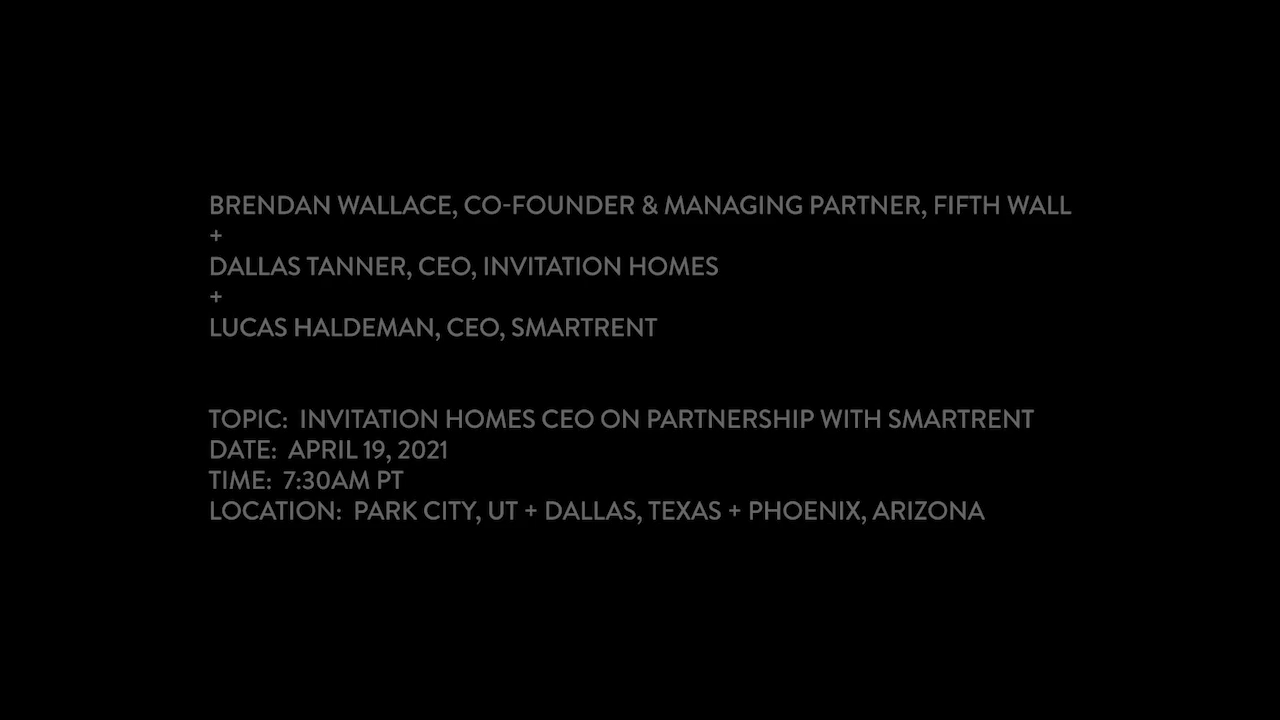 BRENDAN WALLACE, CO-FOUNDER & MANAGING PARTNER, FIFTH WALL
+
DALLAS TANNER, CEO, INVITATION HOMES
+
LUCAS HALDEMAN, CEO, SMARTRENT
TOPIC: INVITATION HOMES CEO ON PARTNERSHIP WITH SMARTRENT
DATE: APRIL 19, 2021
TIME: 7:30AM PT
LOCATION: PARK CITY, UT + DALLAS, TEXAS + PHOENIX, ARIZONA